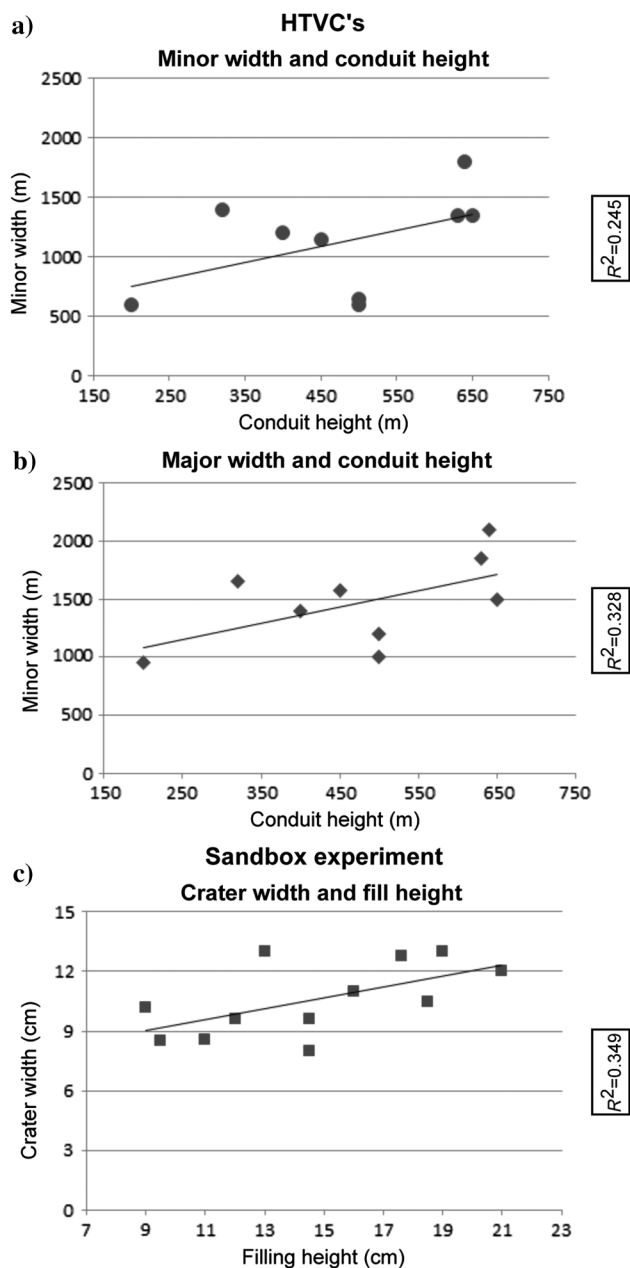 a)
HTVC's
Minor width and conduit height
2500
2000
1500
1000
500
0
Minor width (m)
150 250 350 450 550 650 750
Conduit height (m)
R²=0.245
b)
Major width and conduit height
2500
2000
1500
1000
500
0
Minor width (m)
150 250 350 450 550 650 750
Conduit height (m)
R²=0.328
Sandbox experiment
c)
Crater width and fill height
15
12
9
6
3
0
Crater width (cm)
7 9 11 13 15 17 19 21 23
Filling height (cm)
R²=0.349